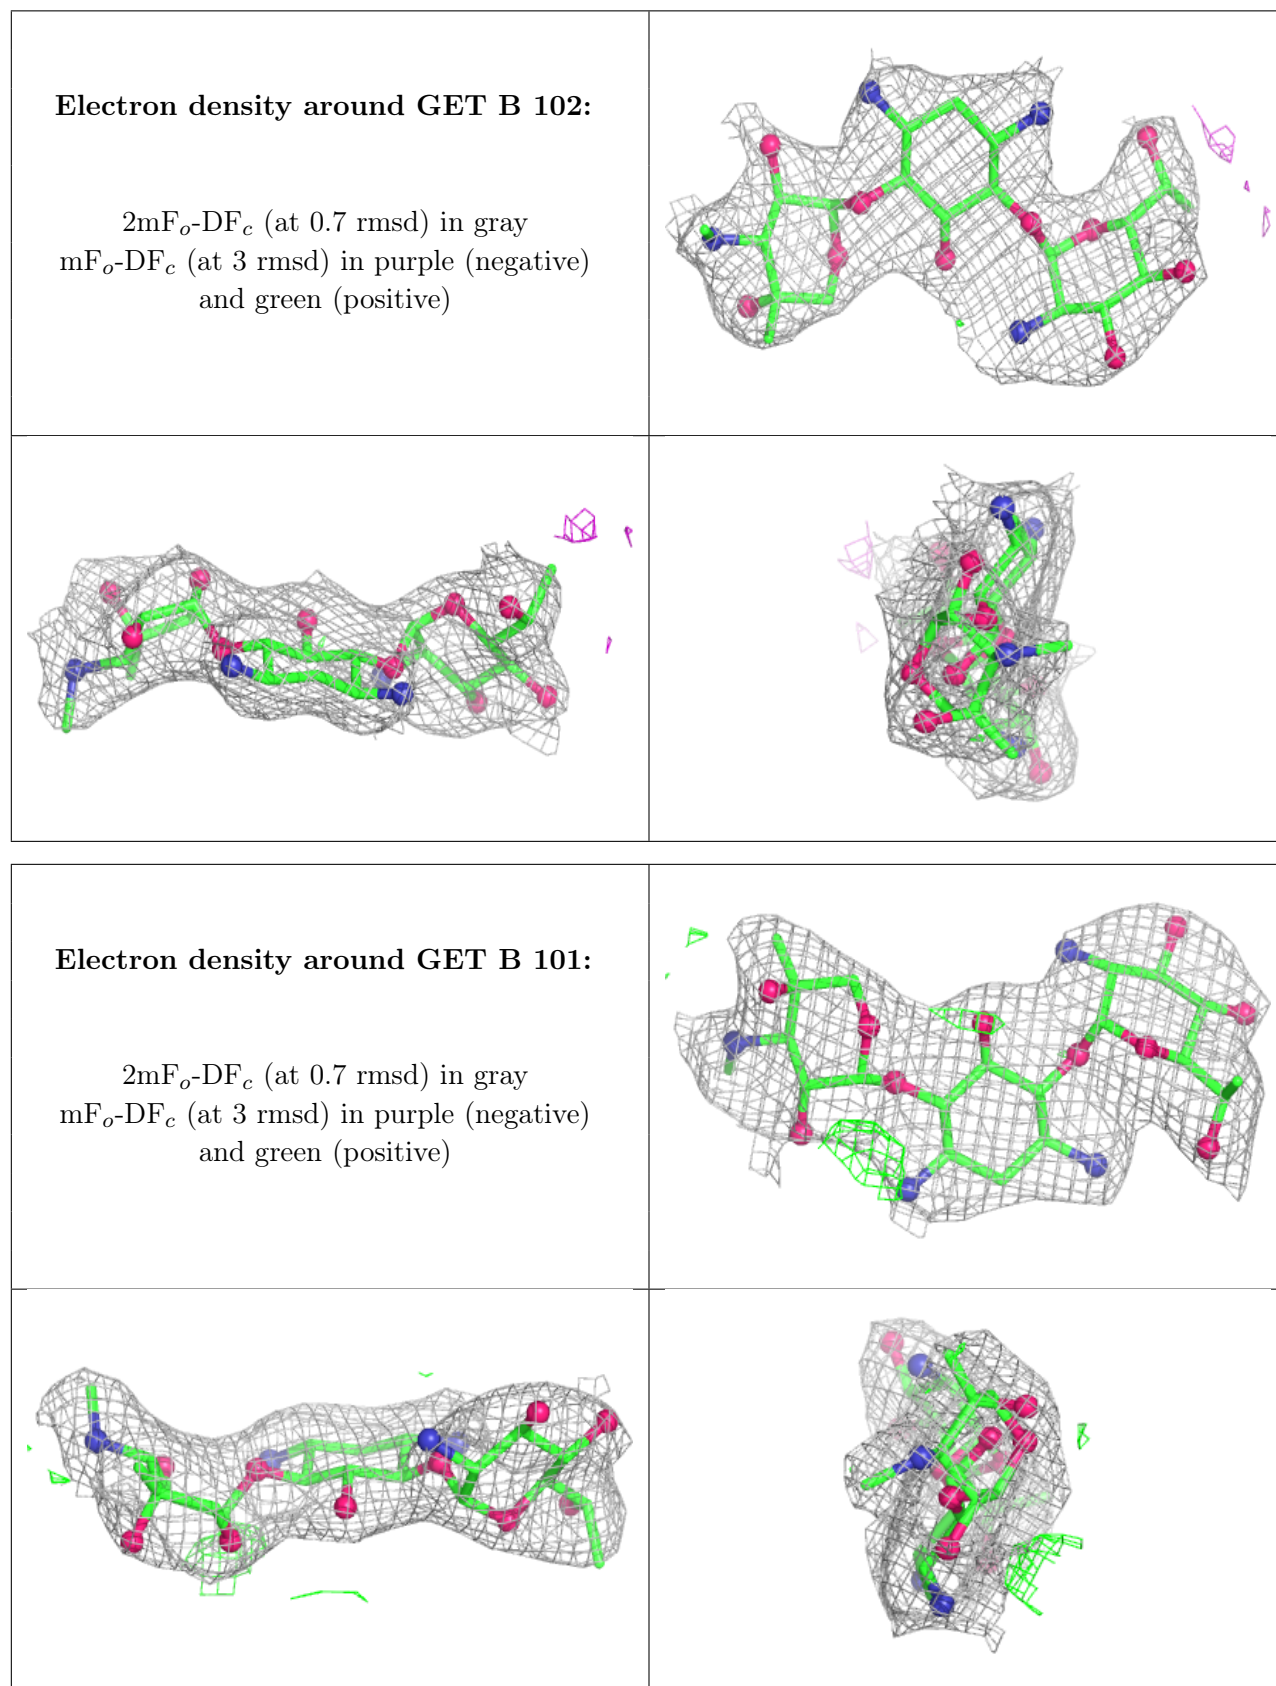 Electron density around GET B 102:
2mFo-DFc (at 0.7 rmsd) in gray
mFo-DFc (at 3 rmsd) in purple (negative)
and green (positive)
Electron density around GET B 101:
2mFo-DFc (at 0.7 rmsd) in gray
mFo-DFc (at 3 rmsd) in purple (negative)
and green (positive)